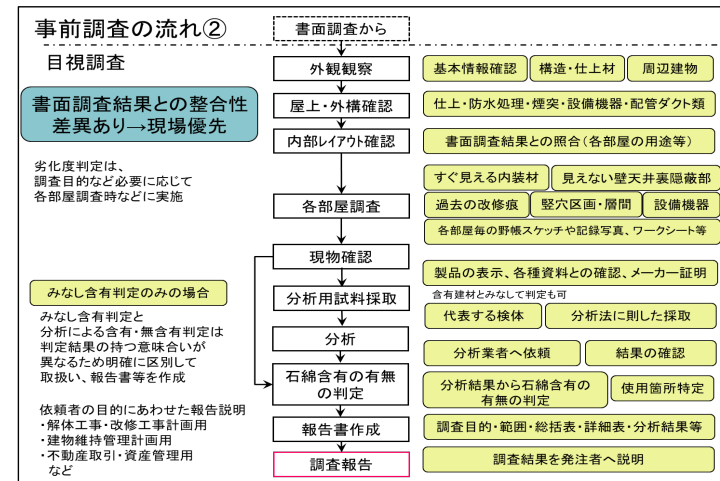 事前調査の流れ②
書面調査から
目視調査
外観観察
基本情報確認
構造・仕上材
周辺建物
書面調査結果との整合性
差異あり→現場優先
屋上・外構確認
仕上・防水処理・煙突・設備機器・配管ダクト類
内部レイアウト確認
書面調査結果との照合(各部屋の用途等)
劣化度判定は、
調査目的など必要に応じて
各部屋調査時などに実施
各部屋調査
すぐ見える内装材
見えない壁天井裏隠蔽部
過去の改修痕
竪穴区画・層間
設備機器
各部屋毎の野帳スケッチや記録写真、ワークシート等
現物確認
製品の表示、各種資料との確認、メーカー証明
含有建材とみなして判定も可
みなし含有判定のみの場合
みなし含有判定と
分析による含有・無含有判定は
判定結果の持つ意味合いが
異なるため明確に区別して
取扱い、報告書等を作成
分析用試料採取
代表する検体
分析法に則した採取
分析
分析業者へ依頼
結果の確認
石綿含有の有無
の判定
分析結果から石綿含有の
有無の判定
使用箇所特定
依頼者の目的にあわせた報告説明
・解体工事・改修工事計画用
・建物維持管理計画用
・不動産取引・資産管理用
など
報告書作成
調査目的・範囲・総括表・詳細表・分析結果等
調査報告
調査結果を発注者へ説明